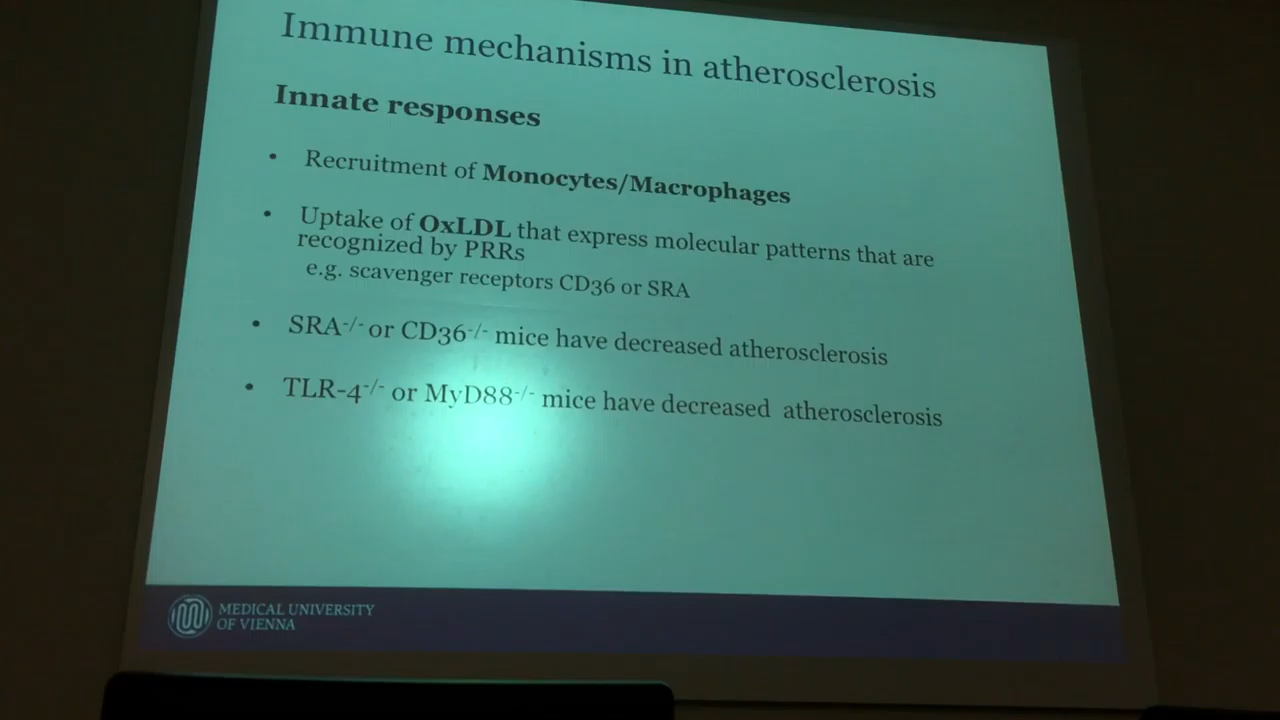 Immune mechanisms in atherosclerosis
Innate responses
• Recruitment of Monocytes/Macrophages
• Uptake of OxLDL that express molecular patterns that are
recognized by PRRs
e.g. scavenger receptors CD36 or SRA
• SRA-/- or CD36-/- mice have decreased atherosclerosis
• TLR-4-/- or MyD88-/- mice have decreased atherosclerosis
MEDICAL UNIVERSITY
OF VIENNA